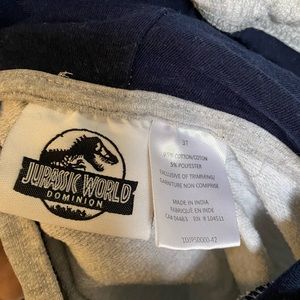 JURASSIC WORLD
DOMINION
3T
COTTON/COTON
5% POLYESTER
EXCLUSIVE OF TRIMMING/
GARNITURE NON COMPRISE
MADE IN INDIA
FABRIQUÉ EN INDE